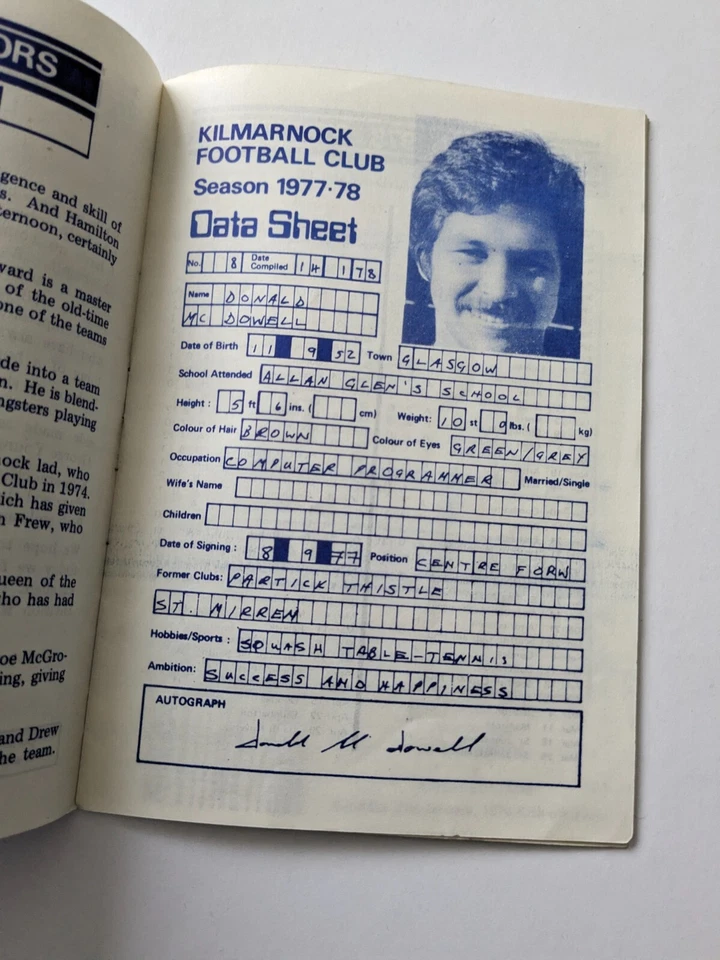 ORS
gence and skill of
s. And Hamilton
ernoon, certainly
ward is a master
of the old-time
one of the teams
de into a team
n. He is blend-
ngsters playing
ock lad, who
Club in 1974.
ich has given
n Frew, who
ueen of the
ho has had
oe McGro-
ing, giving
and Drew
he team.
KILMARNOCK
FOOTBALL CLUB
Season 1977·78
Data Sheet
No. 8 Date Compiled 14 1 78
Name DONALD
MC DOWELL
Date of Birth 11 9 52 Town GLASGOW
School Attended ALLAN GLEN'S SCHOOL
Height: 5 ft 6 ins. ( cm) Weight: 10 st 9 lbs. ( kg)
Colour of Hair BROWN Colour of Eyes GREEN/GREY
Occupation COMPUTER PROGRAMMER Married/Single
Wife's Name
Children
Date of Signing: 8 9 77 Position CENTRE FORW
Former Clubs: PARTICK THISTLE
ST. MIRREN
Hobbies/Sports: SQUASH TABLE-TENNIS
Ambition: SUCCESS AND HAPPINESS
AUTOGRAPH
Donald Mc Dowell